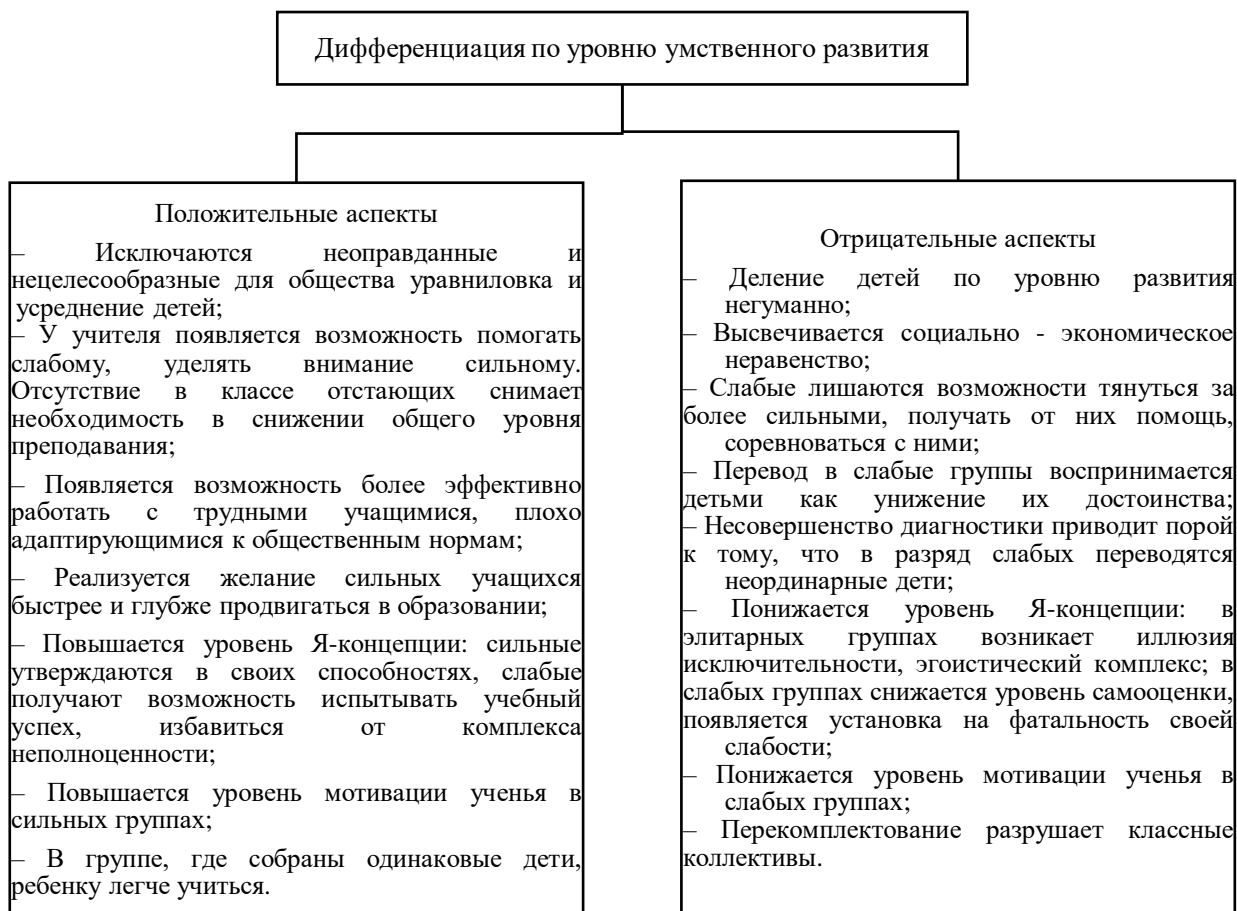 Дифференциация по уровню умственного развития
Положительные аспекты
– Исключаются неоправданные и
нецелесообразные для общества уравниловка и
усреднение детей;
– У учителя появляется возможность помогать
слабому, уделять внимание сильному.
Отсутствие в классе отстающих снимает
необходимость в снижении общего уровня
преподавания;
– Появляется возможность более эффективно
работать с трудными учащимися, плохо
адаптирующимися к общественным нормам;
– Реализуется желание сильных учащихся
быстрее и глубже продвигаться в образовании;
– Повышается уровень Я-концепции: сильные
утверждаются в своих способностях, слабые
получают возможность испытывать учебный
успех, избавиться от комплекса
неполноценности;
– Повышается уровень мотивации ученья в
сильных группах;
– В группе, где собраны одинаковые дети,
ребенку легче учиться.
Отрицательные аспекты
– Деление детей по уровню развития
негуманно;
– Высвечивается социально - экономическое
неравенство;
– Слабые лишаются возможности тянуться за
более сильными, получать от них помощь,
соревноваться с ними;
– Перевод в слабые группы воспринимается
детьми как унижение их достоинства;
– Несовершенство диагностики приводит порой
к тому, что в разряд слабых переводятся
неординарные дети;
– Понижается уровень Я-концепции: в
элитарных группах возникает иллюзия
исключительности, эгоистический комплекс; в
слабых группах снижается уровень самооценки,
появляется установка на фатальность своей
слабости;
– Понижается уровень мотивации ученья в
слабых группах;
– Перекомплектование разрушает классные
коллективы.